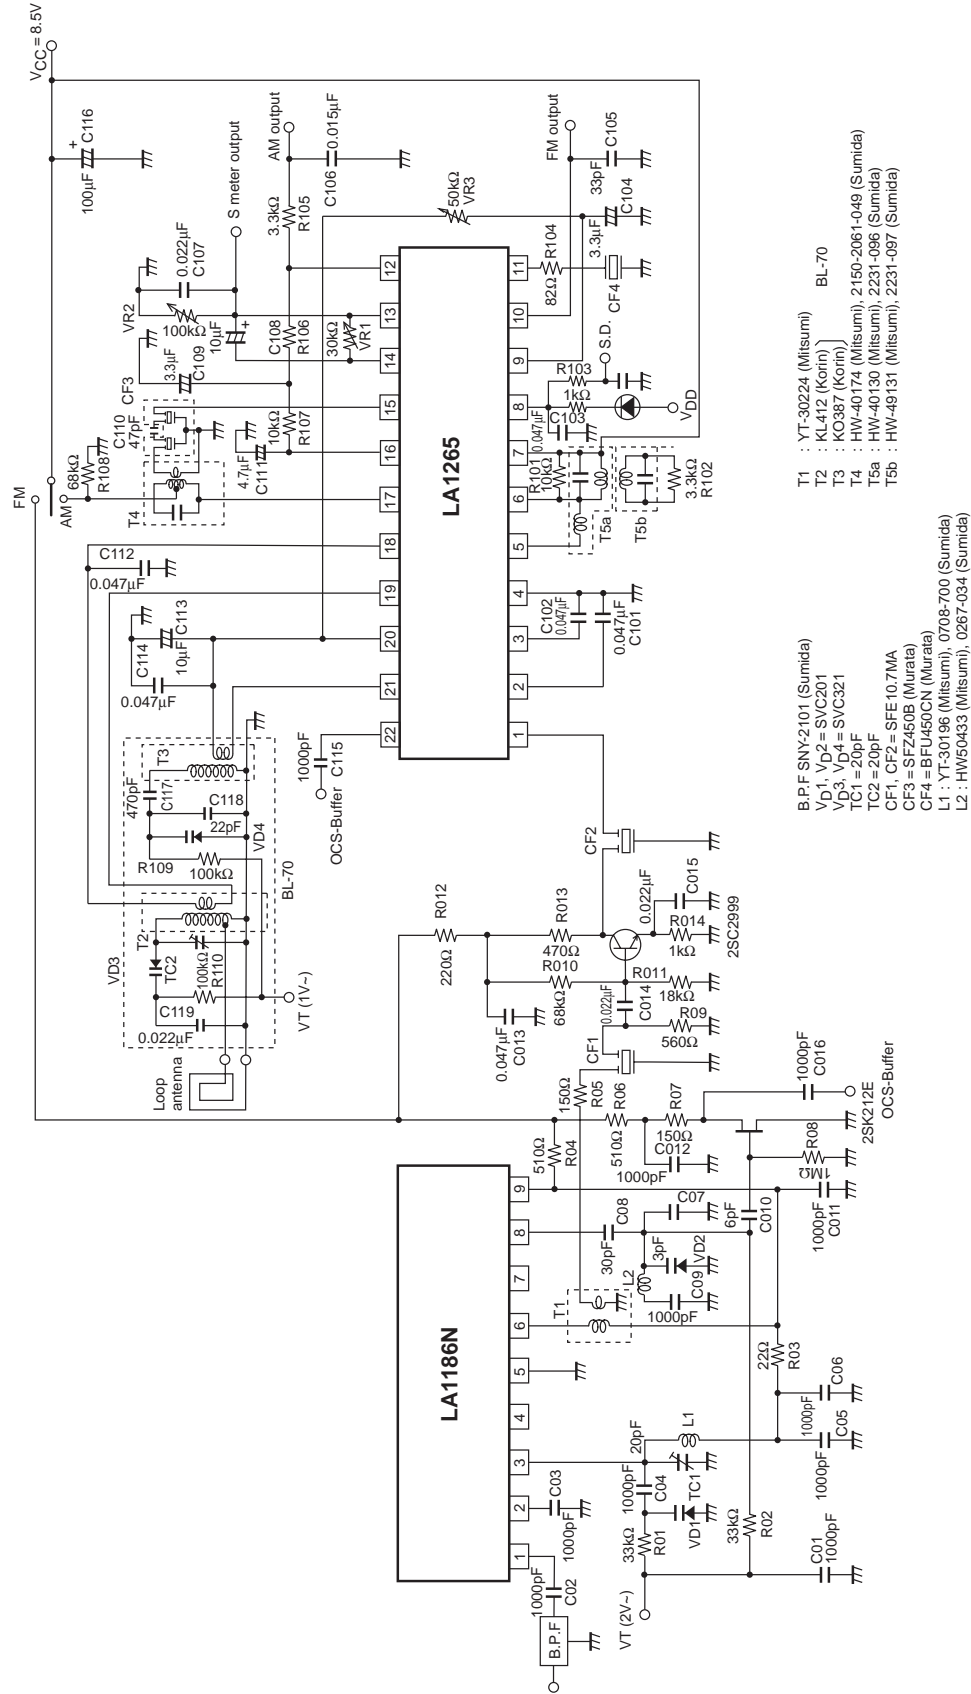 VCC = 8.5V
C116
100µF
+
S meter output
AM output
FM output
0.022µF
C107
VR2
100kΩ
10µF
+
C108
3.3kΩ
R105
R106
C106
0.015µF
30kΩ
VR1
50kΩ
VR3
3.3µF
C104
33pF
C105
R104
82Ω
CF4
CF3
3.3µF
C109
C110
47pF
10kΩ
R107
4.7µF
C111
68kΩ
R108
FM
AM
T4
12
13
14
15
16
17
18
19
20
21
22
LA1265
11
10
9
8
7
6
5
4
3
2
1
S.D.
R103
1kΩ
VDD
C103
0.047µF
R101
10kΩ
T5a
T5b
3.3kΩ
R102
C112
0.047µF
C113
10µF
C114
0.047µF
C102
0.047µF
0.047µF
C101
1000pF
C115
OCS-Buffer
T3
470pF
C117
C118
22pF
VD4
R109
100kΩ
BL-70
T2
VD3
TC2
100kΩ
R110
C119
0.022µF
VT (1V~)
Loop
antenna
R012
220Ω
R013
470Ω
R010
68kΩ
0.047µF
C013
CF2
0.022µF
C015
R014
1kΩ
2SC2999
R011
18kΩ
0.022µF
C014
R09
560Ω
CF1
150Ω
R05
R06
510Ω
R07
150Ω
C012
1000pF
510Ω
R04
1000pF
C016
OCS-Buffer
2SK212E
R08
1MΩ
6pF
C010
1000pF
C011
LA1186N
9
8
7
6
5
4
3
2
1
30pF
C08
C07
3pF
VD2
L2
C09
1000pF
T1
22Ω
R03
C06
1000pF
C05
1000pF
20pF
L1
1000pF
C04
TC1
VD1
33kΩ
R01
33kΩ
R02
C01
1000pF
VT (2V~)
C03
1000pF
1000pF
C02
B.P.F
T1 : YT-30224 (Mitsumi)
T2 : KL412 (Korin)
T3 : KO387 (Korin)
BL-70
T4 : HW-40174 (Mitsumi), 2150-2061-049 (Sumida)
T5a : HW-40130 (Mitsumi), 2231-096 (Sumida)
T5b : HW-49131 (Mitsumi), 2231-097 (Sumida)
B.P.F SNY-2101 (Sumida)
VD1, VD2 = SVC201
VD3, VD4 = SVC321
TC1 = 20pF
TC2 = 20pF
CF1, CF2 = SFE10.7MA
CF3 = SFZ450B (Murata)
CF4 = BFU450CN (Murata)
L1 : YT-30196 (Mitsumi), 0708-700 (Sumida)
L2 : HW50433 (Mitsumi), 0267-034 (Sumida)